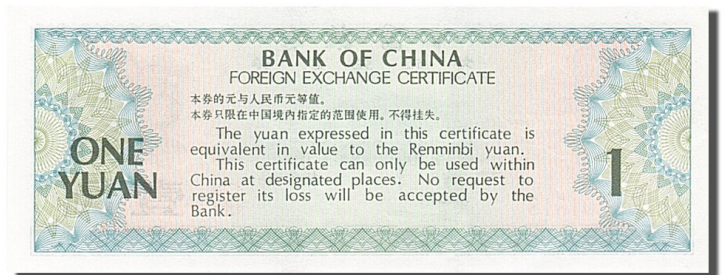 BANK OF CHINA
FOREIGN EXCHANGE CERTIFICATE
本券的元与人民币元等值。
本券只限在中国境内指定的范围使用。不得挂失。
The yuan expressed in this certificate is
equivalent in value to the Renminbi yuan.
This certificate can only be used within
China at designated places. No request to
register its loss will be accepted by the
Bank.
ONE
YUAN
1